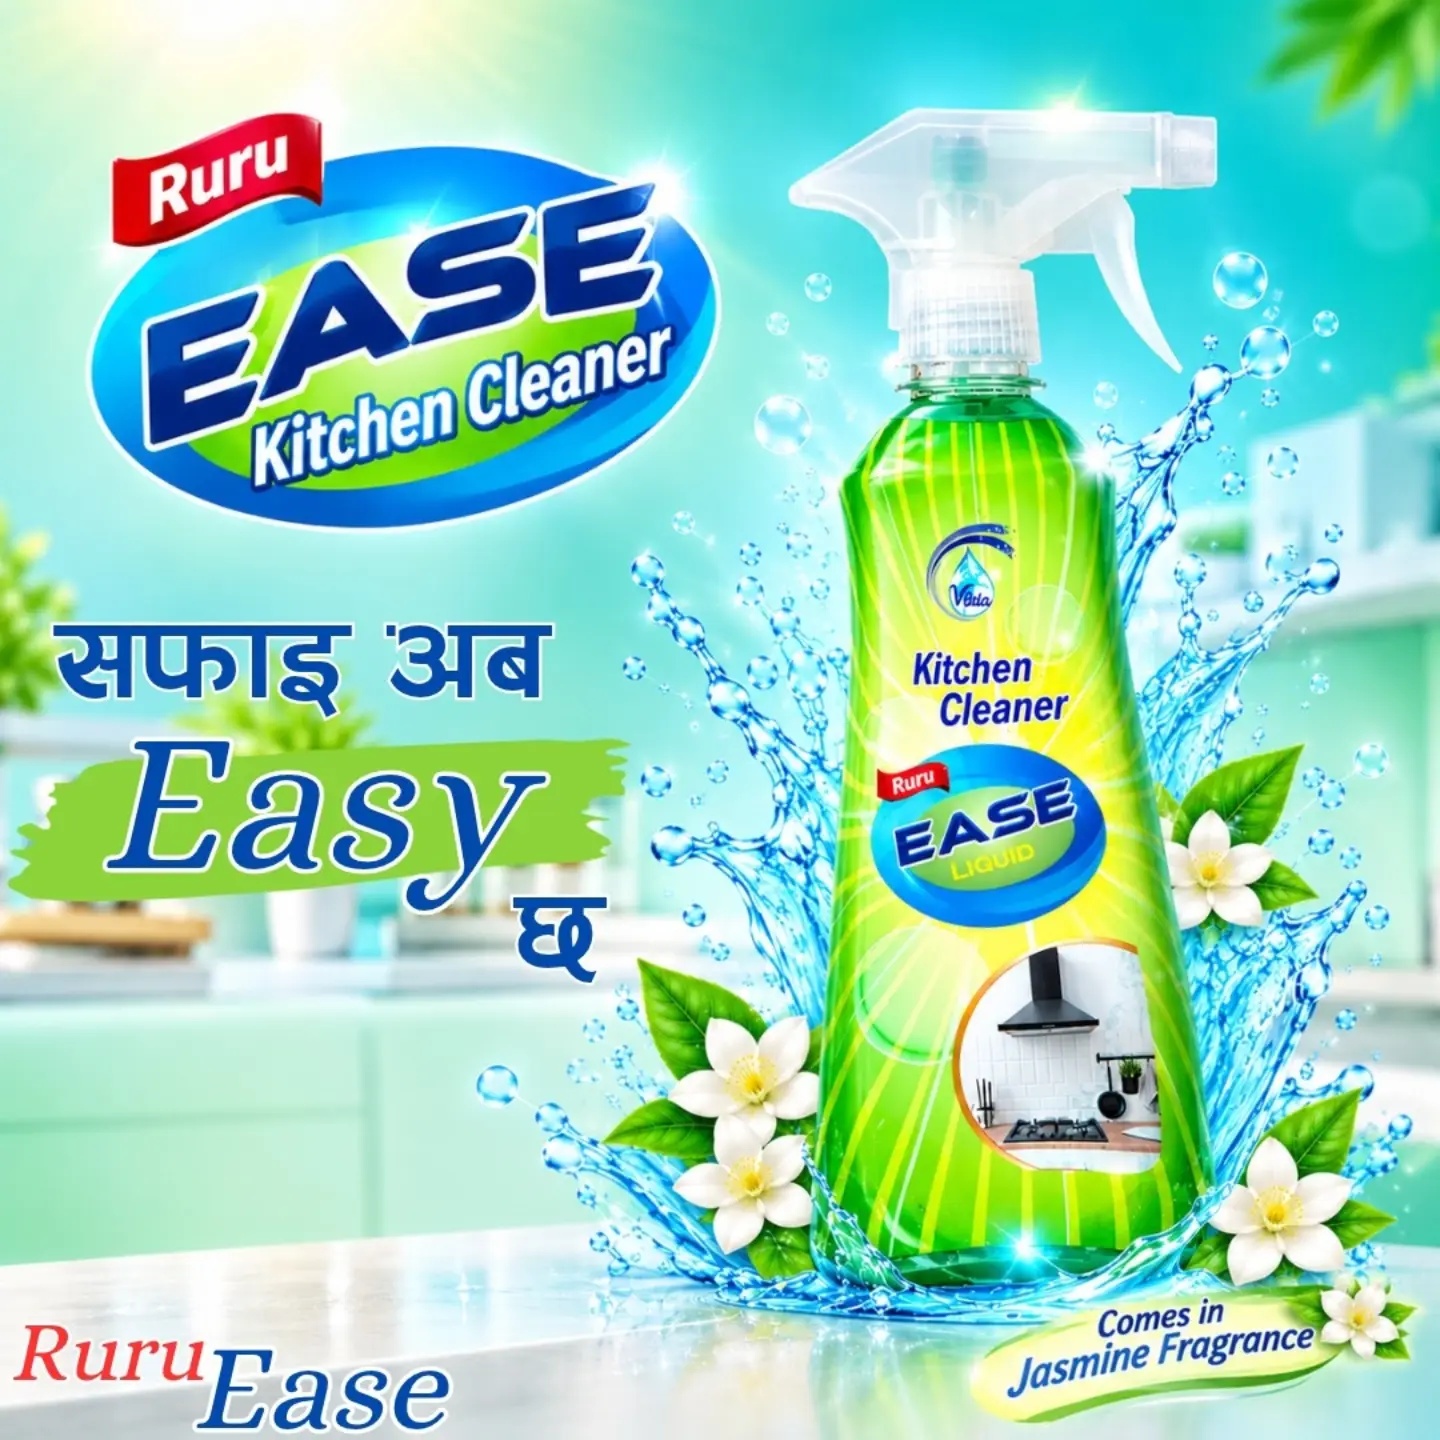 Ruru
EASE
Kitchen Cleaner
सफाइ अब
Easy
छ
Kitchen
Cleaner
Ruru
EASE
LIQUID
Comes in
Jasmine Fragrance
Ruru
Ease